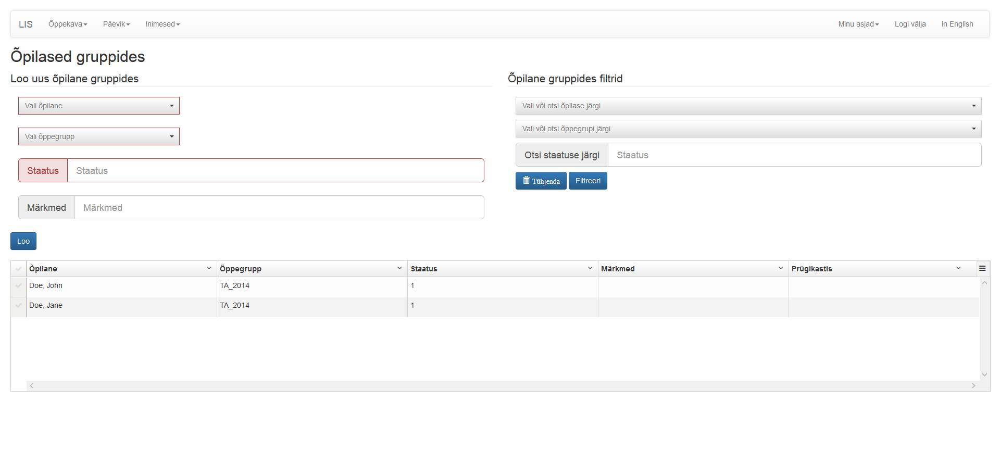 LIS Õppekava Päevik Inimesed Minu asjad Logi välja in English
Õpilased gruppides
Loo uus õpilane gruppides
Vali õpilane
Vali õppegrupp
Staatus Staatus
Märkmed Märkmed
Loo
Õpilane gruppides filtrid
Vali või otsi õpilase järgi
Vali või otsi õppegrupi järgi
Otsi staatuse järgi Staatus
Tühjenda Filtreeri
Õpilane Õppegrupp Staatus Märkmed Prügikastis
Doe, John TA_2014 1
Doe, Jane TA_2014 1